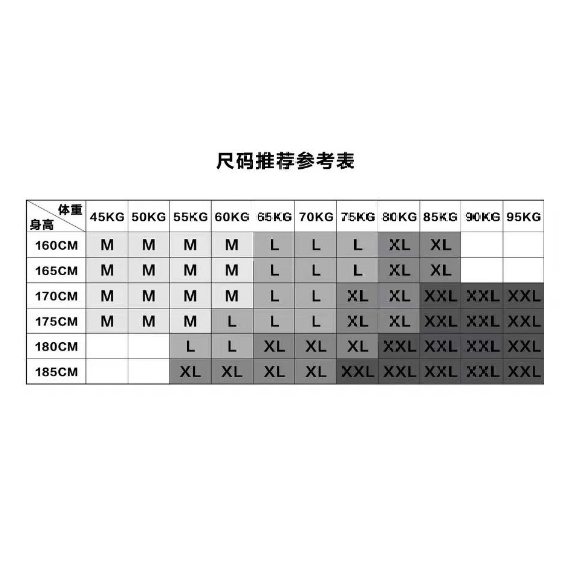 尺码推荐参考表
体重 45KG 50KG 55KG 60KG 65KG 70KG 75KG 80KG 85KG 90KG 95KG
身高
160CM M M M M L L L XL XL
165CM M M M M L L L XL XL
170CM M M M M L L XL XL XXL XXL XXL
175CM M M M L L L XL XL XXL XXL XXL
180CM L L XL XL XL XXL XXL XXL XXL
185CM XL XL XL XL XXL XXL XXL XXL XXL